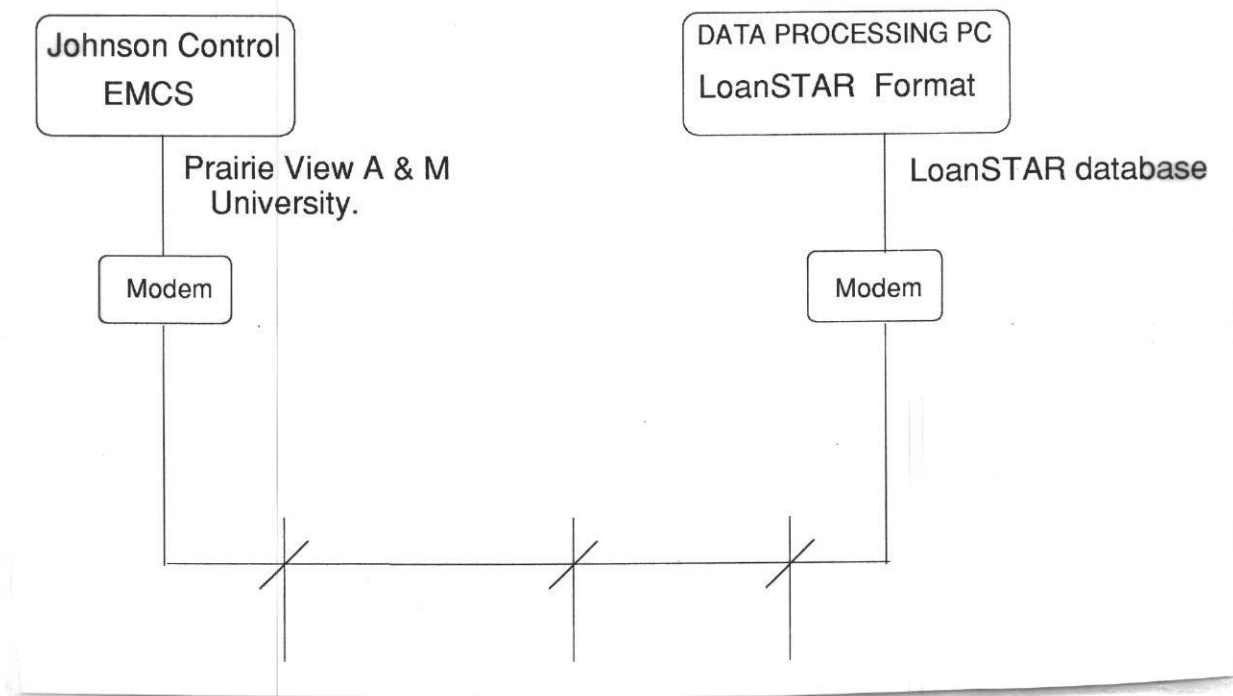 Johnson Control
EMCS
Prairie View A & M
University.
Modem
DATA PROCESSING PC
LoanSTAR Format
LoanSTAR database
Modem